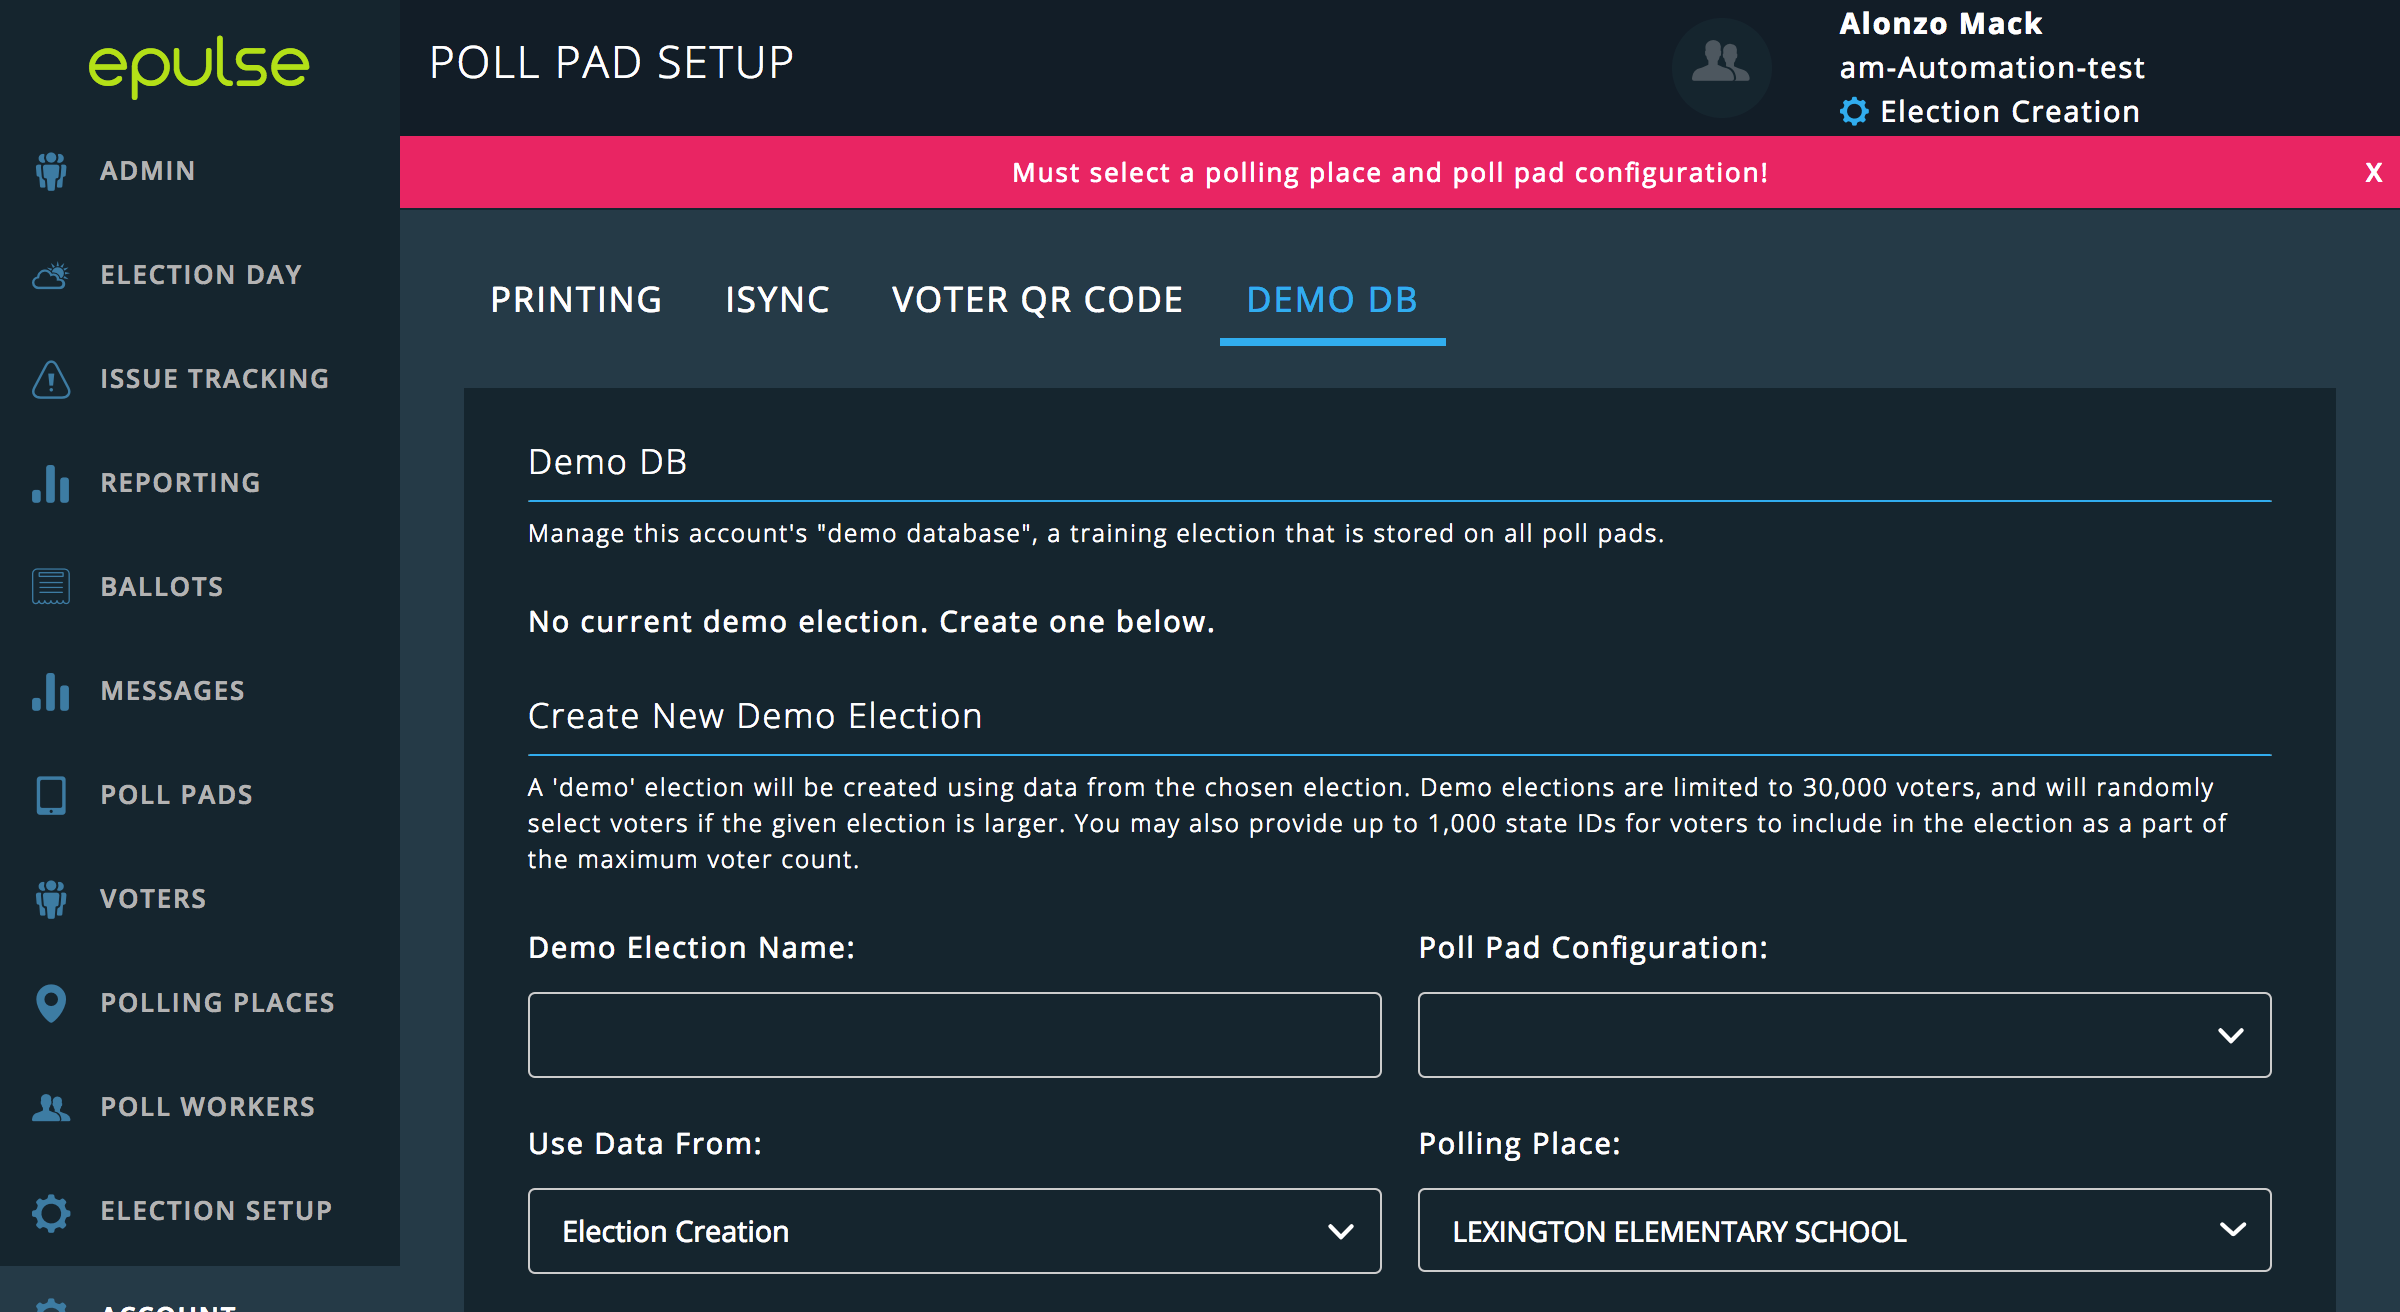 epulse
POLL PAD SETUP
Alonzo Mack
am-Automation-test
Election Creation
Must select a polling place and poll pad configuration!
X
ADMIN
ELECTION DAY
ISSUE TRACKING
REPORTING
BALLOTS
MESSAGES
POLL PADS
VOTERS
POLLING PLACES
POLL WORKERS
ELECTION SETUP
ACCOUNT
PRINTING
ISYNC
VOTER QR CODE
DEMO DB
Demo DB
Manage this account's "demo database", a training election that is stored on all poll pads.
No current demo election. Create one below.
Create New Demo Election
A 'demo' election will be created using data from the chosen election. Demo elections are limited to 30,000 voters, and will randomly
select voters if the given election is larger. You may also provide up to 1,000 state IDs for voters to include in the election as a part of
the maximum voter count.
Demo Election Name:
Poll Pad Configuration:
Use Data From:
Polling Place:
Election Creation
LEXINGTON ELEMENTARY SCHOOL